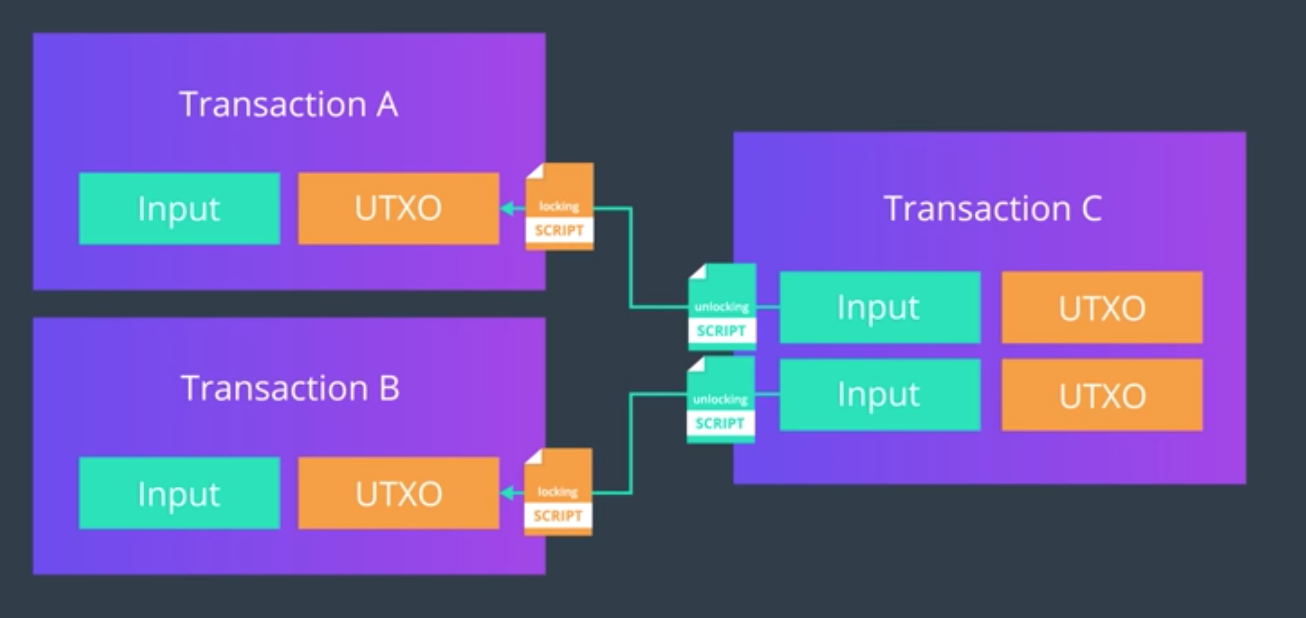 Transaction A
Input
UTXO
locking
SCRIPT
Transaction B
Input
UTXO
locking
SCRIPT
Transaction C
unlocking
SCRIPT
Input
UTXO
unlocking
SCRIPT
Input
UTXO